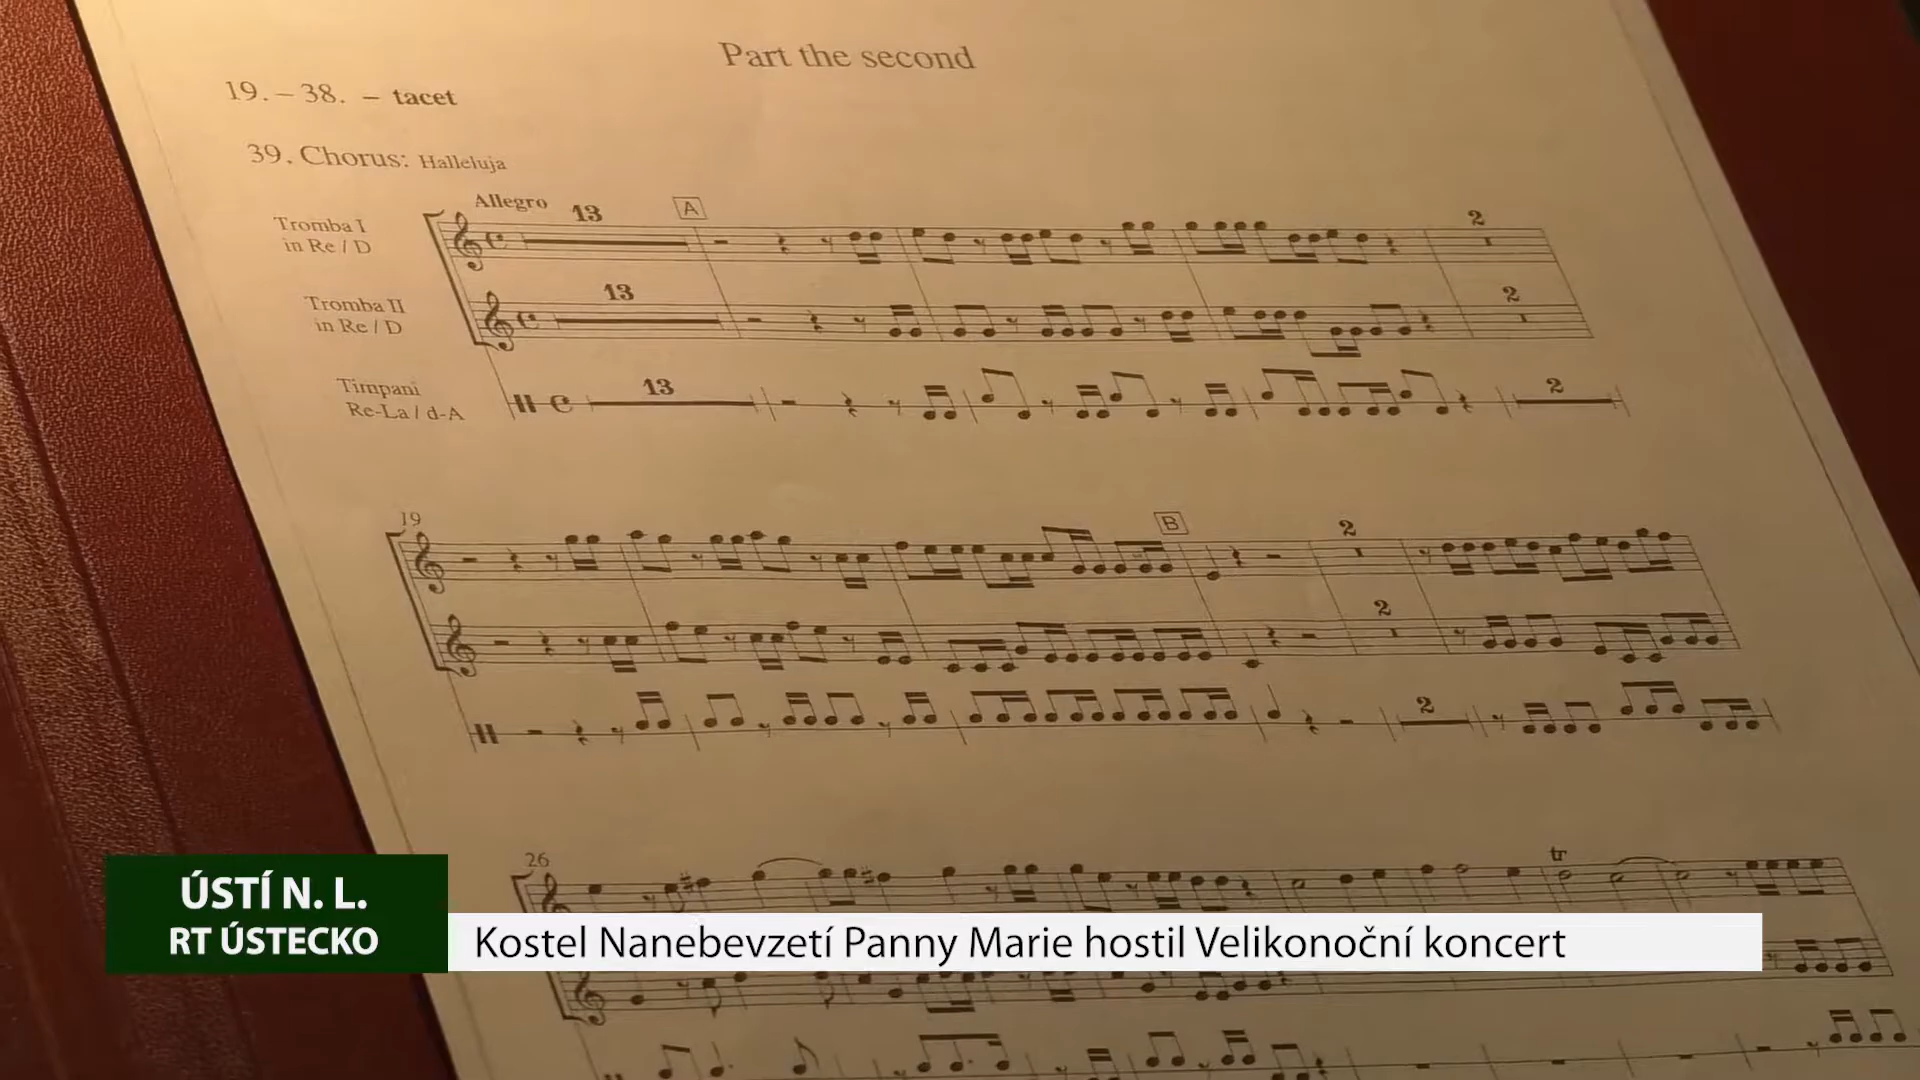 Part the second
19. – 38. – tacet
39. Chorus: Halleluja
Allegro
13
A
2
Tromba I
in Re / D
13
2
Tromba II
in Re / D
13
2
Timpani
Re-La / d-A
19
B
2
2
2
26
tr
ÚSTÍ N. L.
RT ÚSTECKO
Kostel Nanebevzetí Panny Marie hostil Velikonoční koncert